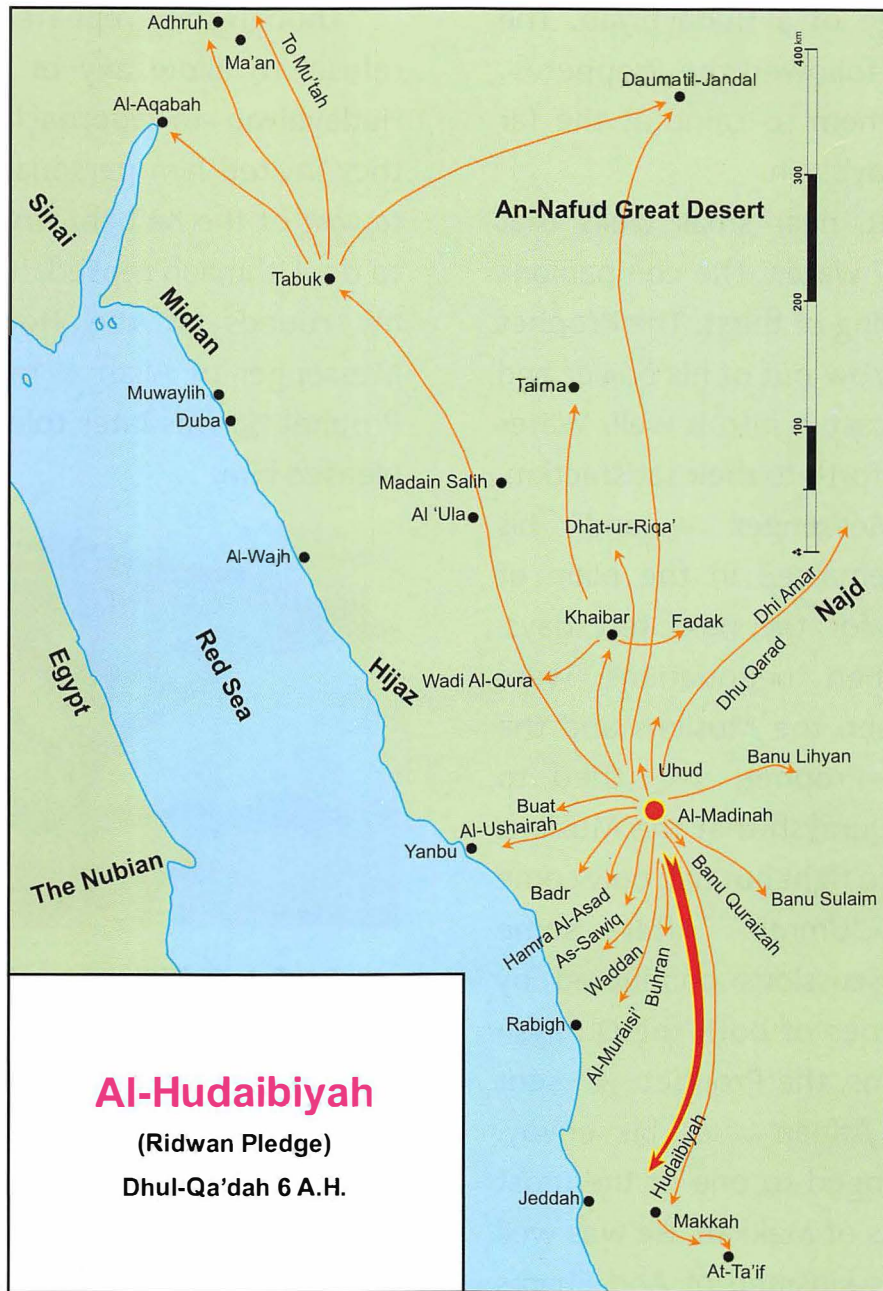 Adhruh
Ma'an
To Mu'tah
Al-Aqabah
Daumatil-Jandal
400 km
300
200
100
0
Sinai
An-Nafud Great Desert
Tabuk
Midian
Muwaylih
Duba
Taima
Madain Salih
Al 'Ula
Al-Wajh
Dhat-ur-Riqa'
Khaibar
Fadak
Dhi Amar
Najd
Dhu Qarad
Wadi Al-Qura
Egypt
Red Sea
Hijaz
Uhud
Banu Lihyan
Buat
Al-Madinah
Al-Ushairah
Yanbu
The Nubian
Badr
Banu Quraizah
Banu Sulaim
Hamra Al-Asad
As-Sawiq
Waddan
Buhran
Al-Muraisi'
Rabigh
Hudaibiyah
Jeddah
Makkah
At-Ta'if
Al-Hudaibiyah
(Ridwan Pledge)
Dhul-Qa'dah 6 A.H.